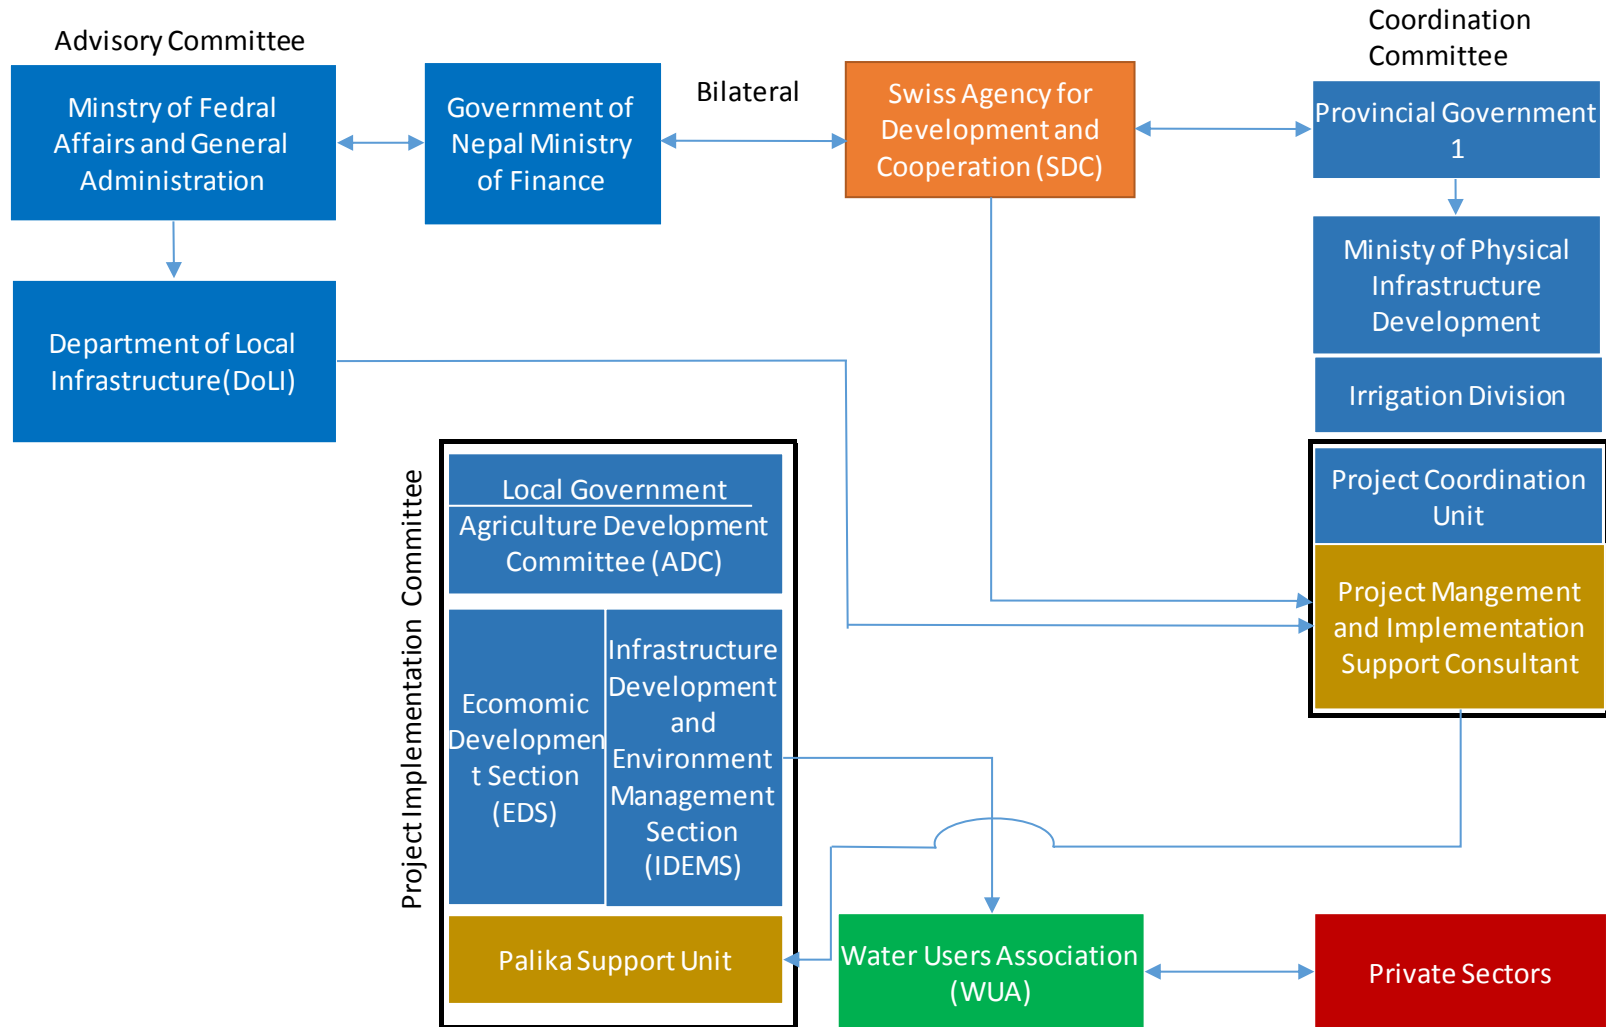 Advisory Committee
Minstry of Fedral
Affairs and General
Administration
Government of
Nepal Ministry
of Finance
Bilateral
Swiss Agency for
Development and
Cooperation (SDC)
Coordination
Committee
Provincial Government
1
Ministy of Physical
Infrastructure
Development
Irrigation Division
Department of Local
Infrastructure(DoLI)
Project Implementation Committee
Local Government
Agriculture Development
Committee (ADC)
Ecomomic
Developmen
t Section
(EDS)
Infrastructure
Development
and
Environment
Management
Section
(IDEMS)
Palika Support Unit
Project Coordination
Unit
Project Mangement
and Implementation
Support Consultant
Water Users Association
(WUA)
Private Sectors